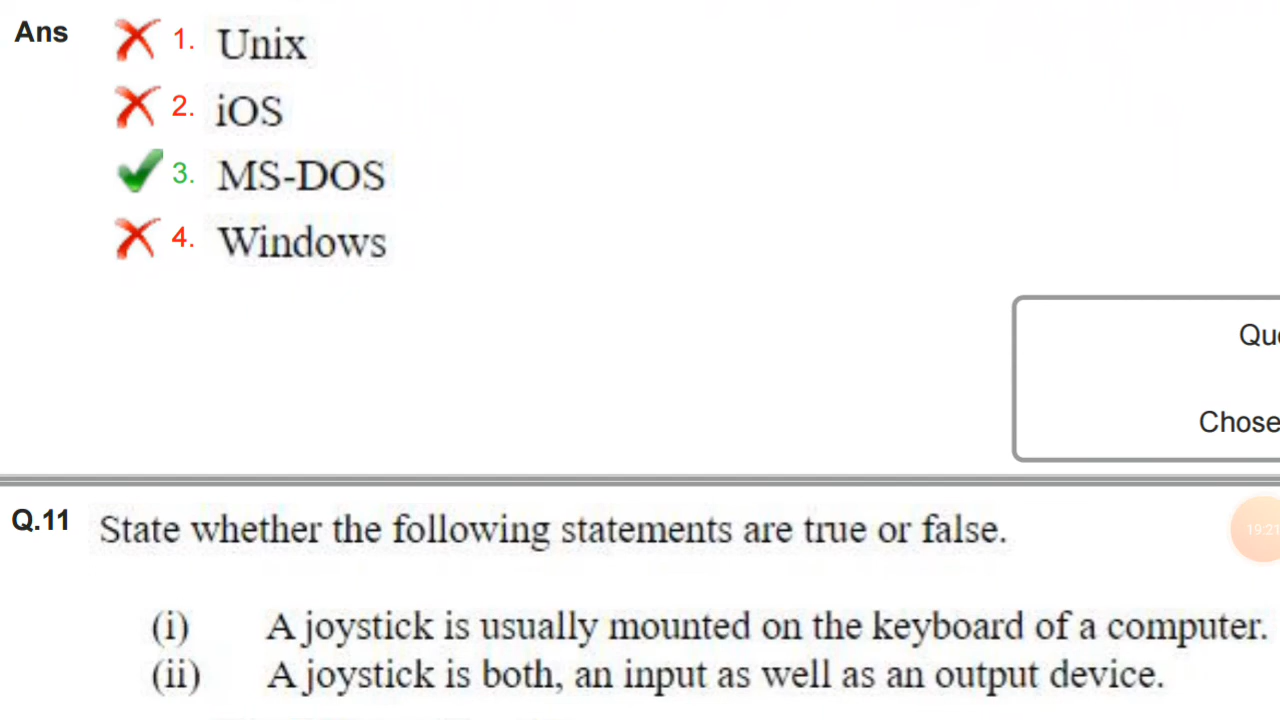 Ans 1. Unix
2. iOS
3. MS-DOS
4. Windows
Chose
Q.11 State whether the following statements are true or false.
19:21
(i) A joystick is usually mounted on the keyboard of a computer.
(ii) A joystick is both, an input as well as an output device.